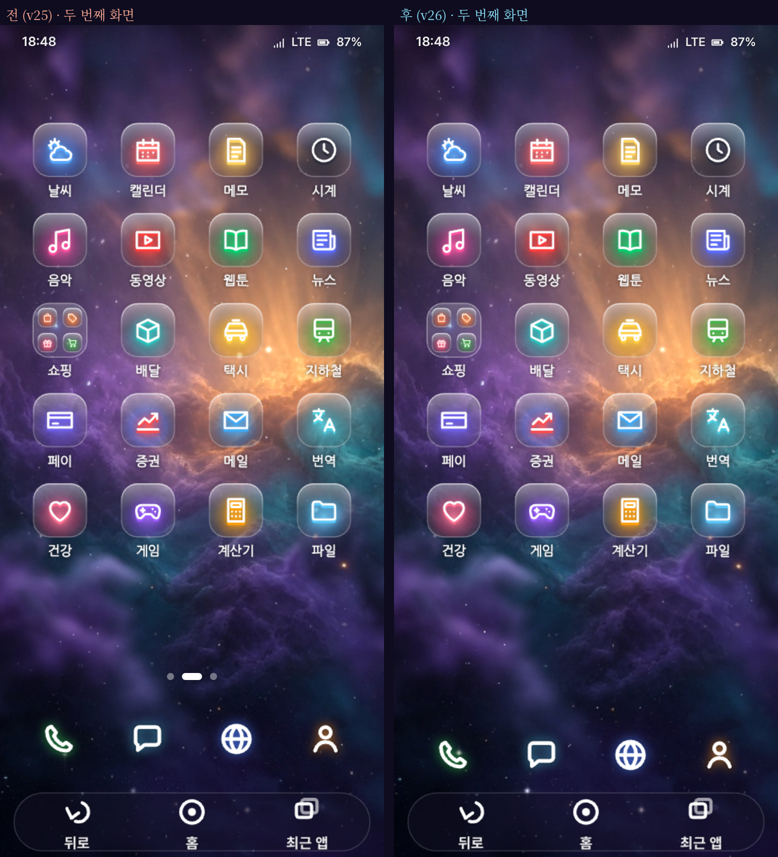 전 (v25) · 두 번째 화면
18:48 LTE 87%
날씨 캘린더 메모 시계
음악 동영상 웹툰 뉴스
쇼핑 배달 택시 지하철
페이 증권 메일 번역
건강 게임 계산기 파일
뒤로 홈 최근 앱
후 (v26) · 두 번째 화면
18:48 LTE 87%
날씨 캘린더 메모 시계
음악 동영상 웹툰 뉴스
쇼핑 배달 택시 지하철
페이 증권 메일 번역
건강 게임 계산기 파일
뒤로 홈 최근 앱